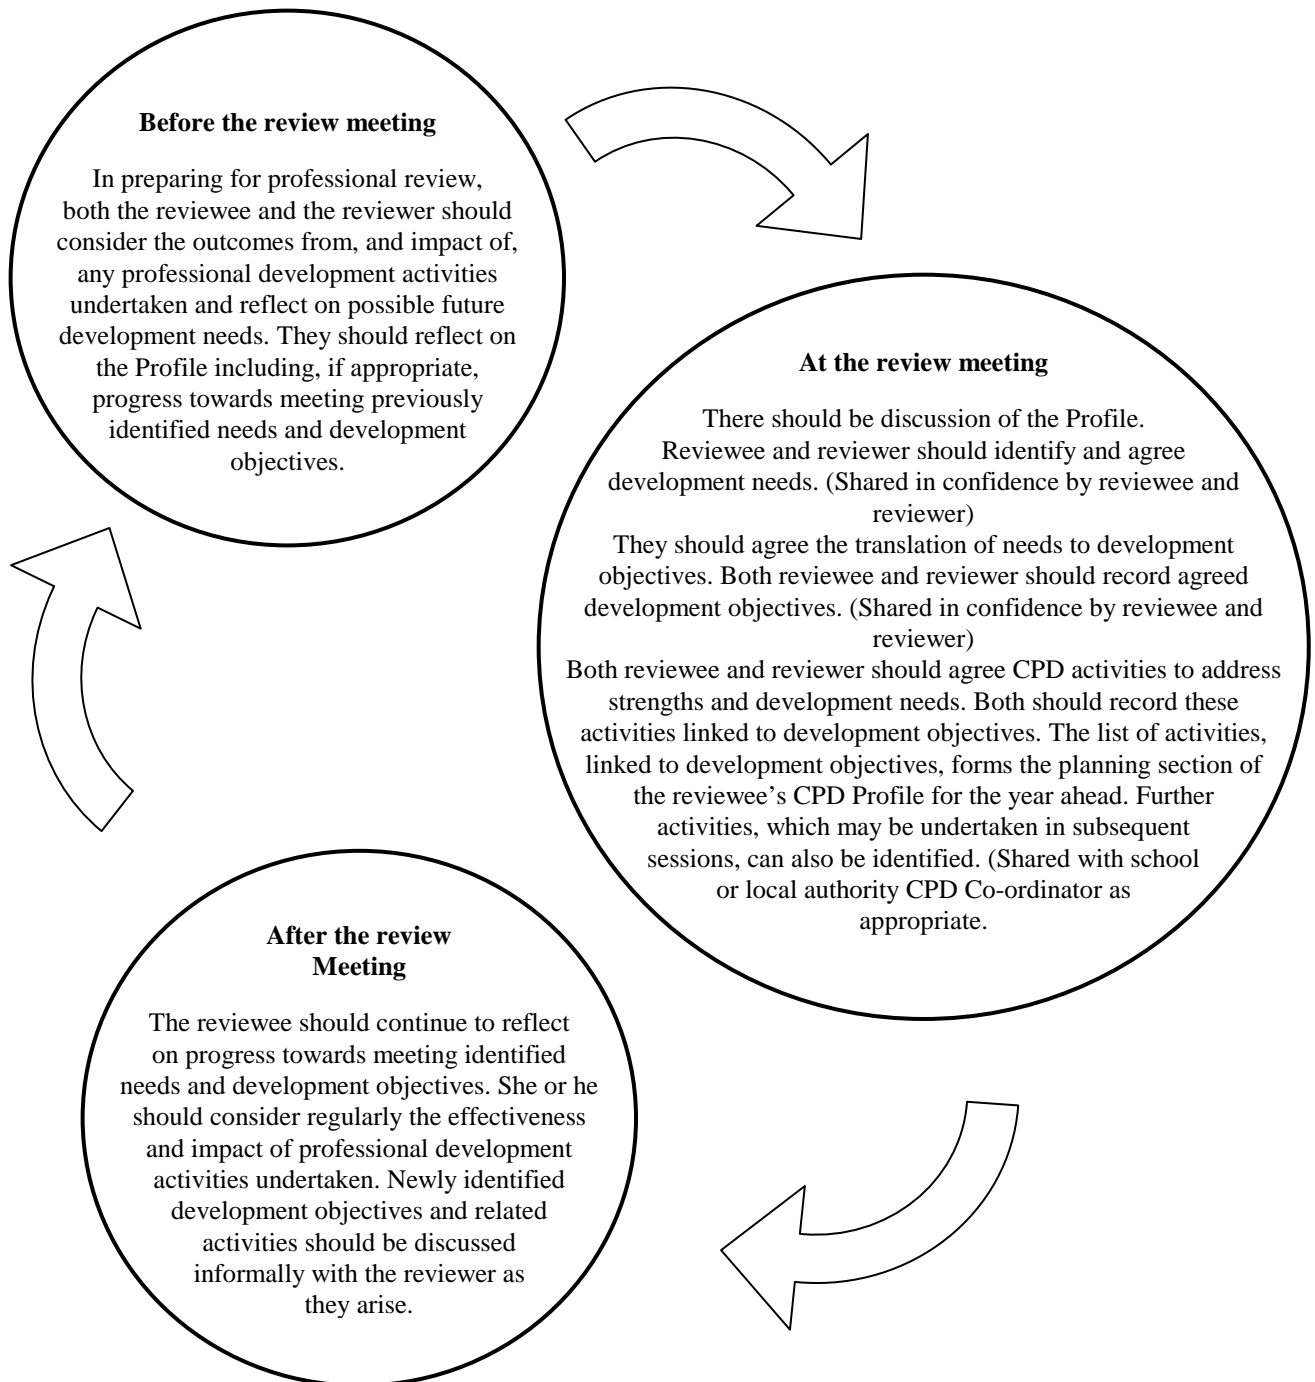 Before the review meeting
In preparing for professional review,
both the reviewee and the reviewer should
consider the outcomes from, and impact of,
any professional development activities
undertaken and reflect on possible future
development needs. They should reflect on
the Profile including, if appropriate,
progress towards meeting previously
identified needs and development
objectives.
At the review meeting
There should be discussion of the Profile.
Reviewee and reviewer should identify and agree
development needs. (Shared in confidence by reviewee and
reviewer)
They should agree the translation of needs to development
objectives. Both reviewee and reviewer should record agreed
development objectives. (Shared in confidence by reviewee and
reviewer)
Both reviewee and reviewer should agree CPD activities to address
strengths and development needs. Both should record these
activities linked to development objectives. The list of activities,
linked to development objectives, forms the planning section of
the reviewee’s CPD Profile for the year ahead. Further
activities, which may be undertaken in subsequent
sessions, can also be identified. (Shared with school
or local authority CPD Co-ordinator as
appropriate.
After the review
Meeting
The reviewee should continue to reflect
on progress towards meeting identified
needs and development objectives. She or he
should consider regularly the effectiveness
and impact of professional development
activities undertaken. Newly identified
development objectives and related
activities should be discussed
informally with the reviewer as
they arise.